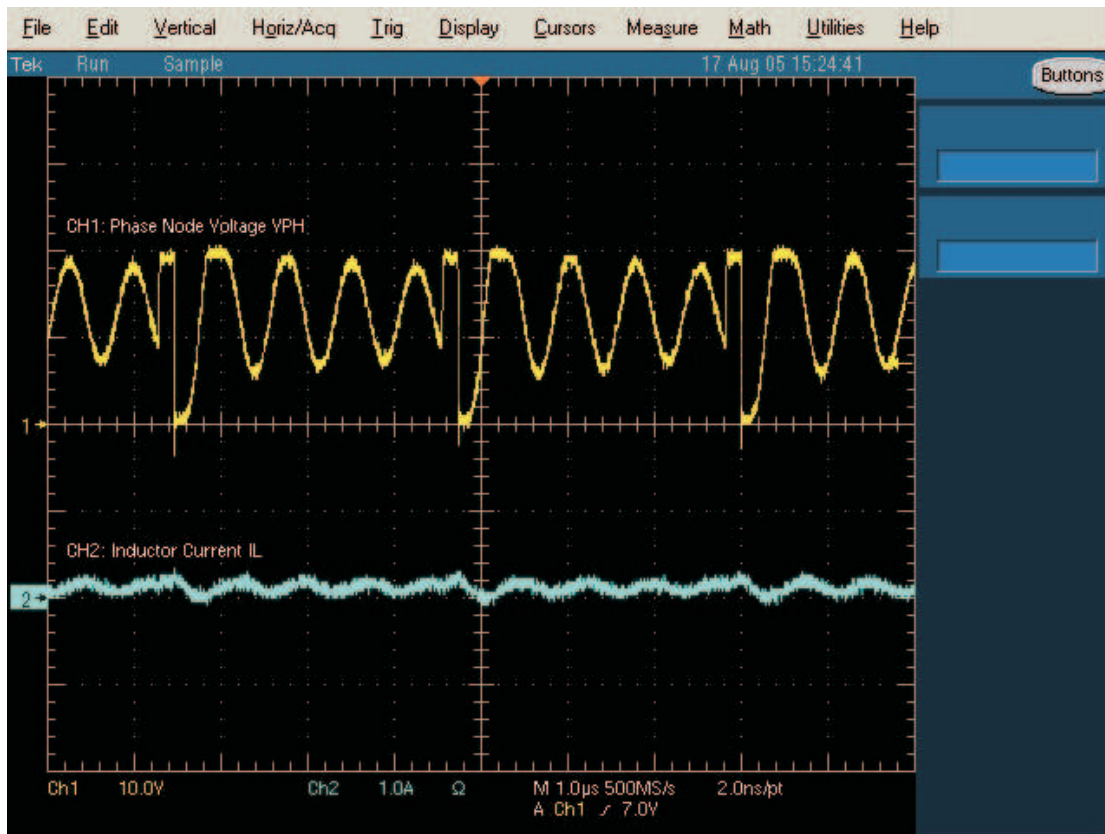 File Edit Vertical Horiz/Acq Trig Display Cursors Measure Math Utilities Help
Tek Run Sample 17 Aug 05 15:24:41
Buttons
CH1: Phase Node Voltage VPH
1
CH2: Inductor Current IL
2
Ch1 10.0V Ch2 1.0A Ω M 1.0µs 500MS/s 2.0ns/pt
A Ch1 ⁄ 7.0V